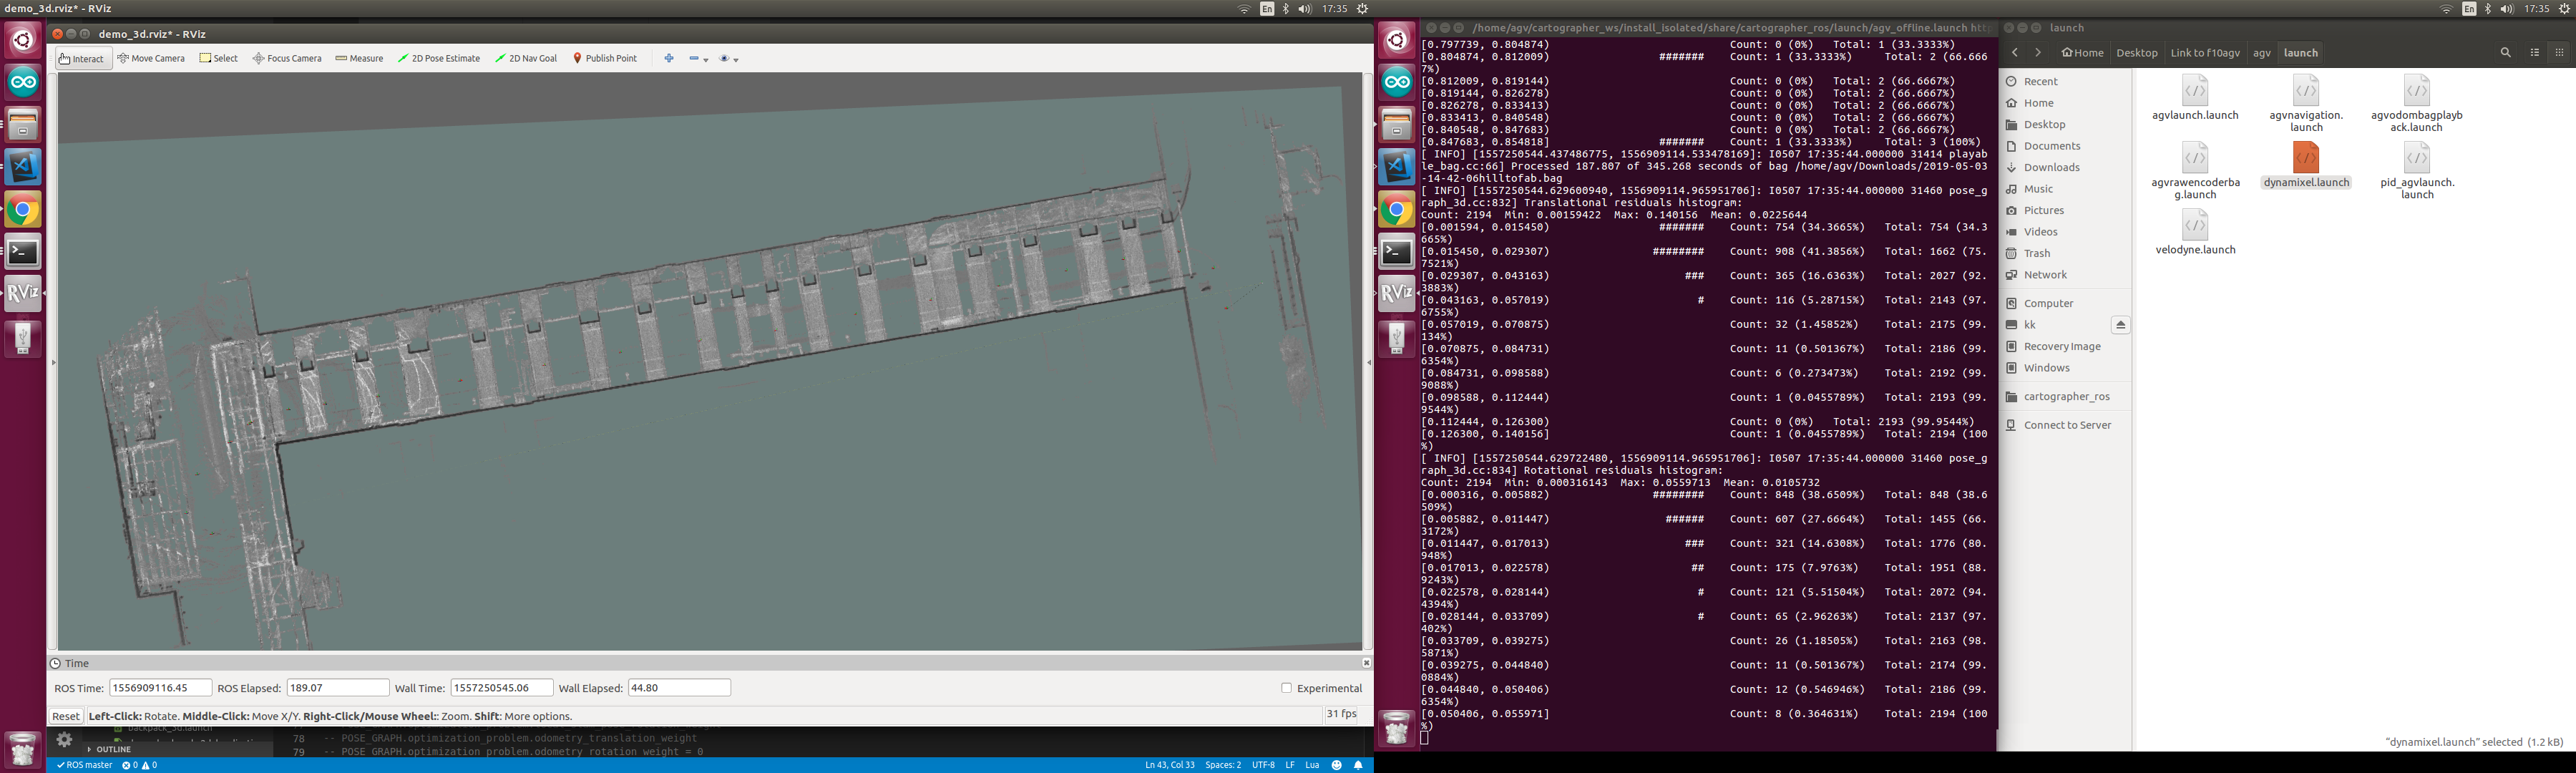 demo_3d.rviz* - RViz
En
17:35
demo_3d.rviz* - RViz
Interact
Move Camera
Select
Focus Camera
Measure
2D Pose Estimate
2D Nav Goal
Publish Point
RViz
Time
ROS Time: 1556909116.45 ROS Elapsed: 189.07 Wall Time: 1557250545.06 Wall Elapsed: 44.80
Experimental
Reset
Left-Click: Rotate. Middle-Click: Move X/Y. Right-Click/Mouse Wheel:: Zoom. Shift: More options.
31 fps
backpack_3d.launch
OUTLINE
78 -- POSE_GRAPH.optimization_problem.odometry_translation_weight
79 -- POSE_GRAPH.optimization_problem.odometry_rotation_weight = 0
ROS master 0 0
Ln 43, Col 33 Spaces: 2 UTF-8 LF Lua
En
17:35
RViz
/home/agv/cartographer_ws/install_isolated/share/cartographer_ros/launch/agv_offline.launch htt
[0.797739, 0.804874) Count: 0 (0%) Total: 1 (33.3333%)
[0.804874, 0.812009) ####### Count: 1 (33.3333%) Total: 2 (66.666
7%)
[0.812009, 0.819144) Count: 0 (0%) Total: 2 (66.6667%)
[0.819144, 0.826278) Count: 0 (0%) Total: 2 (66.6667%)
[0.826278, 0.833413) Count: 0 (0%) Total: 2 (66.6667%)
[0.833413, 0.840548) Count: 0 (0%) Total: 2 (66.6667%)
[0.840548, 0.847683) Count: 0 (0%) Total: 2 (66.6667%)
[0.847683, 0.854818] ####### Count: 1 (33.3333%) Total: 3 (100%)
[ INFO] [1557250544.437486775, 1556909114.533478169]: I0507 17:35:44.000000 31414 playab
le_bag.cc:66] Processed 187.807 of 345.268 seconds of bag /home/agv/Downloads/2019-05-03
-14-42-06hilltofab.bag
[ INFO] [1557250544.629600940, 1556909114.965951706]: I0507 17:35:44.000000 31460 pose_g
raph_3d.cc:832] Translational residuals histogram:
Count: 2194 Min: 0.00159422 Max: 0.140156 Mean: 0.0225644
[0.001594, 0.015450) ####### Count: 754 (34.3665%) Total: 754 (34.3
665%)
[0.015450, 0.029307) ######## Count: 908 (41.3856%) Total: 1662 (75.
7521%)
[0.029307, 0.043163) ### Count: 365 (16.6363%) Total: 2027 (92.
3883%)
[0.043163, 0.057019) # Count: 116 (5.28715%) Total: 2143 (97.
6755%)
[0.057019, 0.070875) Count: 32 (1.45852%) Total: 2175 (99.
134%)
[0.070875, 0.084731) Count: 11 (0.501367%) Total: 2186 (99.
6354%)
[0.084731, 0.098588) Count: 6 (0.273473%) Total: 2192 (99.
9088%)
[0.098588, 0.112444) Count: 1 (0.0455789%) Total: 2193 (99.
9544%)
[0.112444, 0.126300) Count: 0 (0%) Total: 2193 (99.9544%)
[0.126300, 0.140156] Count: 1 (0.0455789%) Total: 2194 (100
%)
[ INFO] [1557250544.629722480, 1556909114.965951706]: I0507 17:35:44.000000 31460 pose_g
raph_3d.cc:834] Rotational residuals histogram:
Count: 2194 Min: 0.000316143 Max: 0.0559713 Mean: 0.0105732
[0.000316, 0.005882) ######## Count: 848 (38.6509%) Total: 848 (38.6
509%)
[0.005882, 0.011447) ###### Count: 607 (27.6664%) Total: 1455 (66.
3172%)
[0.011447, 0.017013) ### Count: 321 (14.6308%) Total: 1776 (80.
948%)
[0.017013, 0.022578) ## Count: 175 (7.9763%) Total: 1951 (88.
9243%)
[0.022578, 0.028144) # Count: 121 (5.51504%) Total: 2072 (94.
4394%)
[0.028144, 0.033709) # Count: 65 (2.96263%) Total: 2137 (97.
402%)
[0.033709, 0.039275) Count: 26 (1.18505%) Total: 2163 (98.
5871%)
[0.039275, 0.044840) Count: 11 (0.501367%) Total: 2174 (99.
0884%)
[0.044840, 0.050406) Count: 12 (0.546946%) Total: 2186 (99.
6354%)
[0.050406, 0.055971] Count: 8 (0.364631%) Total: 2194 (100
%)
launch
Home
Desktop
Link to f10agv
agv
launch
Recent
Home
Desktop
Documents
Downloads
Music
Pictures
Videos
Trash
Network
Computer
kk
Recovery Image
Windows
cartographer_ros
Connect to Server
agvlaunch.launch
agvnavigation.
launch
agvodombagplayb
ack.launch
agvrawencoderba
g.launch
dynamixel.launch
pid_agvlaunch.
launch
velodyne.launch
"dynamixel.launch" selected (1.2 kB)